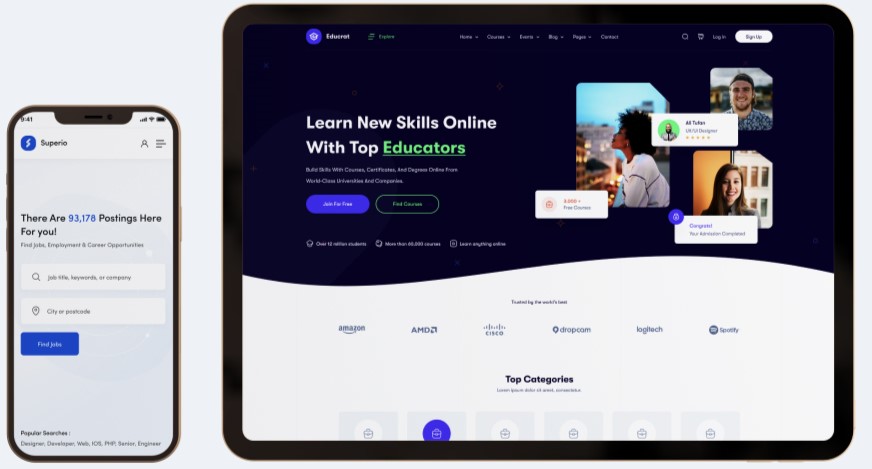 9:41
Superio
There Are 93,178 Postings Here
For you!
Find Jobs, Employment & Career Opportunities
Job title, keywords, or company
City or postcode
Find Jobs
Popular Searches :
Designer, Developer, Web, IOS, PHP, Senior, Engineer
Educrat
Explore
Home Courses Events Blog Pages Contact
Log in
Sign Up
Learn New Skills Online
With Top Educators
Build Skills With Courses, Certificates, And Degrees Online From
World-Class Universities And Companies.
Join For Free
Find Courses
Over 12 million students
More than 60,000 courses
Learn anything online
Ali Tufan
UX/UI Designer
3,000 +
Free Courses
Congrats!
Your Admission Completed
Trusted by the world's best
amazon
AMD
CISCO
dropcam
logitech
Spotify
Top Categories
Lorem ipsum dolor sit amet, consectetur.